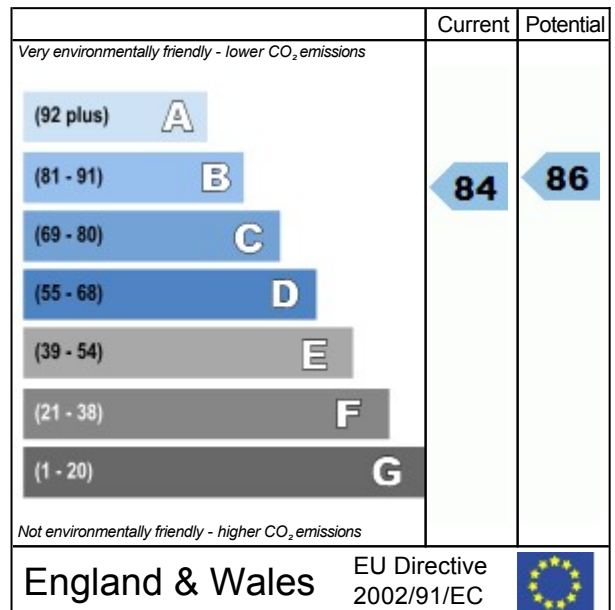 Current Potential
Very environmentally friendly - lower CO₂ emissions
(92 plus) A
(81 - 91) B
84 86
(69 - 80) C
(55 - 68) D
(39 - 54) E
(21 - 38) F
(1 - 20) G
Not environmentally friendly - higher CO₂ emissions
England & Wales
EU Directive
2002/91/EC